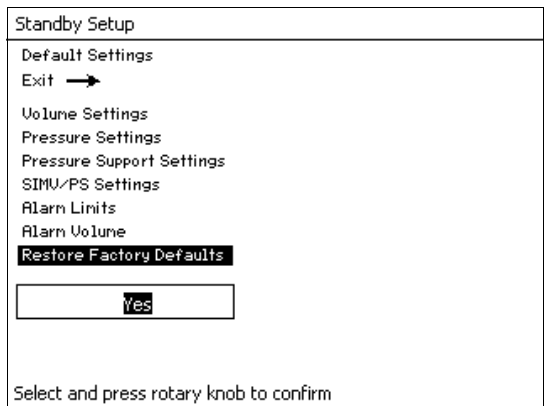 Standby Setup
Default Settings
Exit
Volume Settings
Pressure Settings
Pressure Support Settings
SIMV/PS Settings
Alarm Limits
Alarm Volume
Restore Factory Defaults
Yes
Select and press rotary knob to confirm